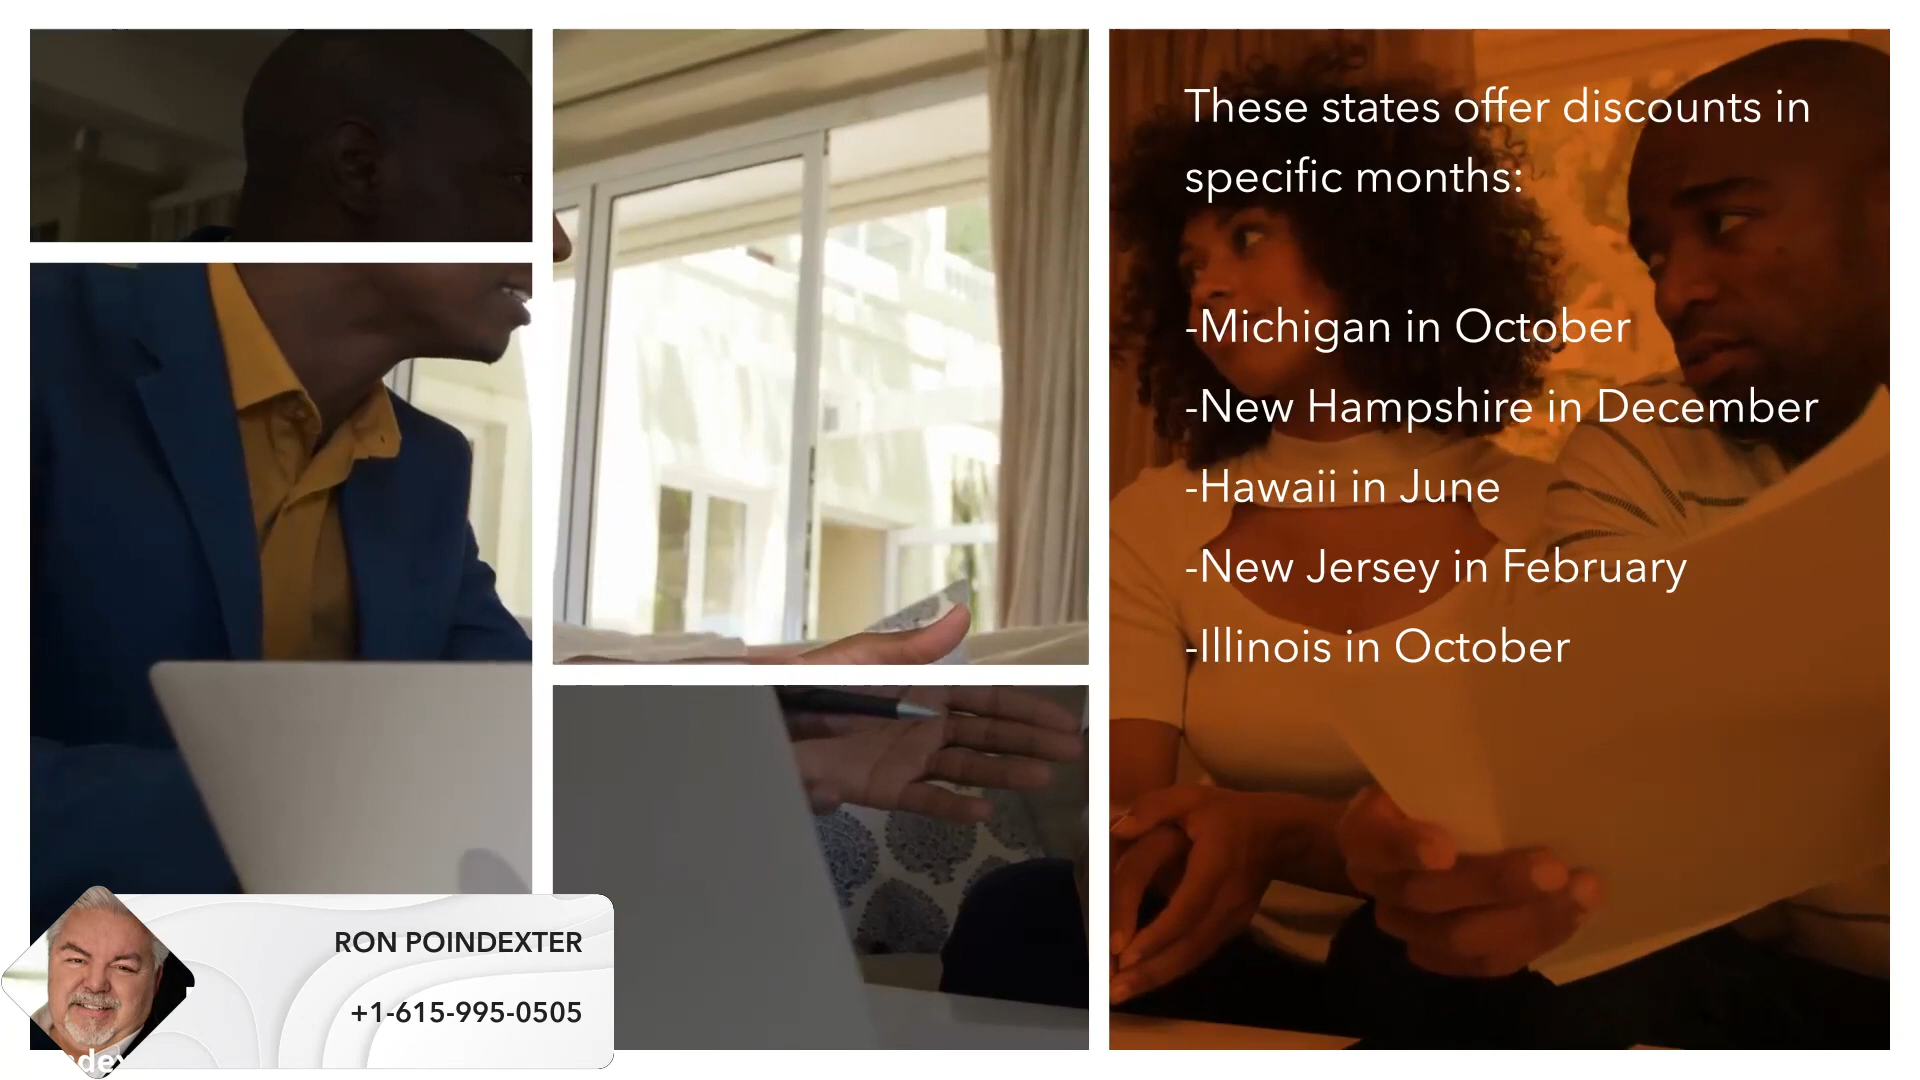 These states offer discounts in
specific months:
-Michigan in October
-New Hampshire in December
-Hawaii in June
-New Jersey in February
-Illinois in October
RON POINDEXTER
+1-615-995-0505